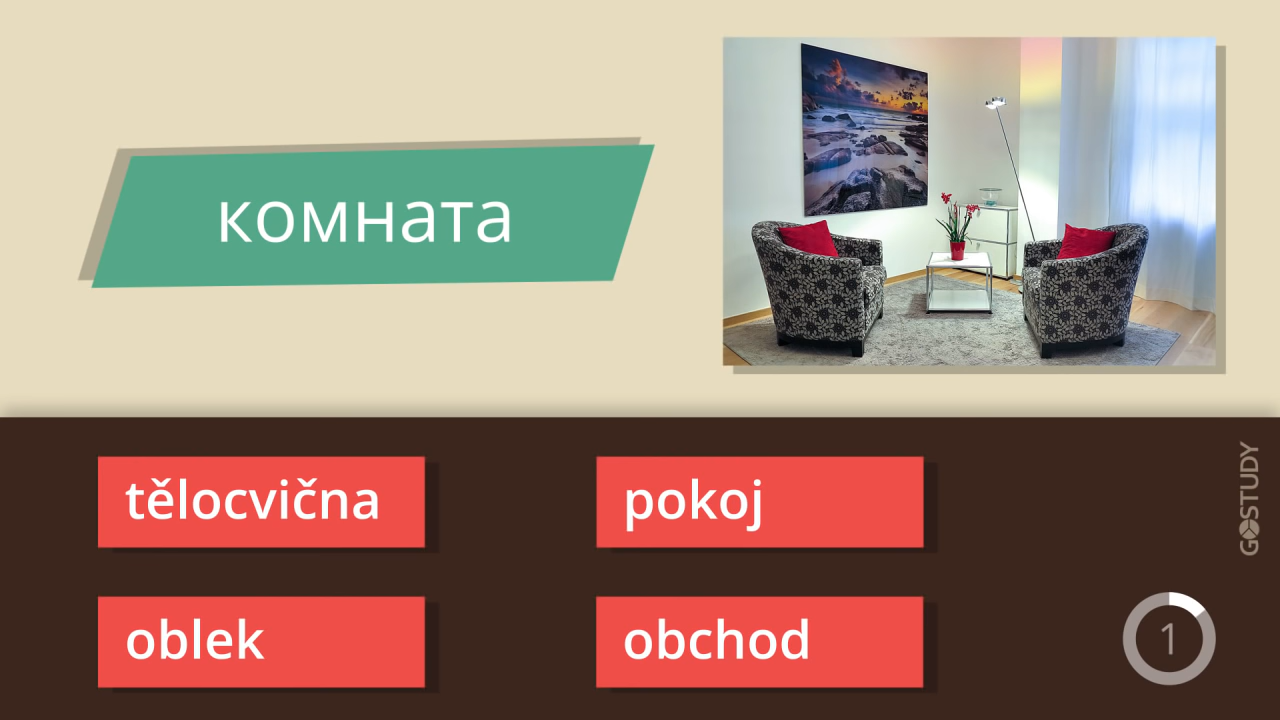 комната
tělocvična
pokoj
oblek
obchod
1
GOSTUDY